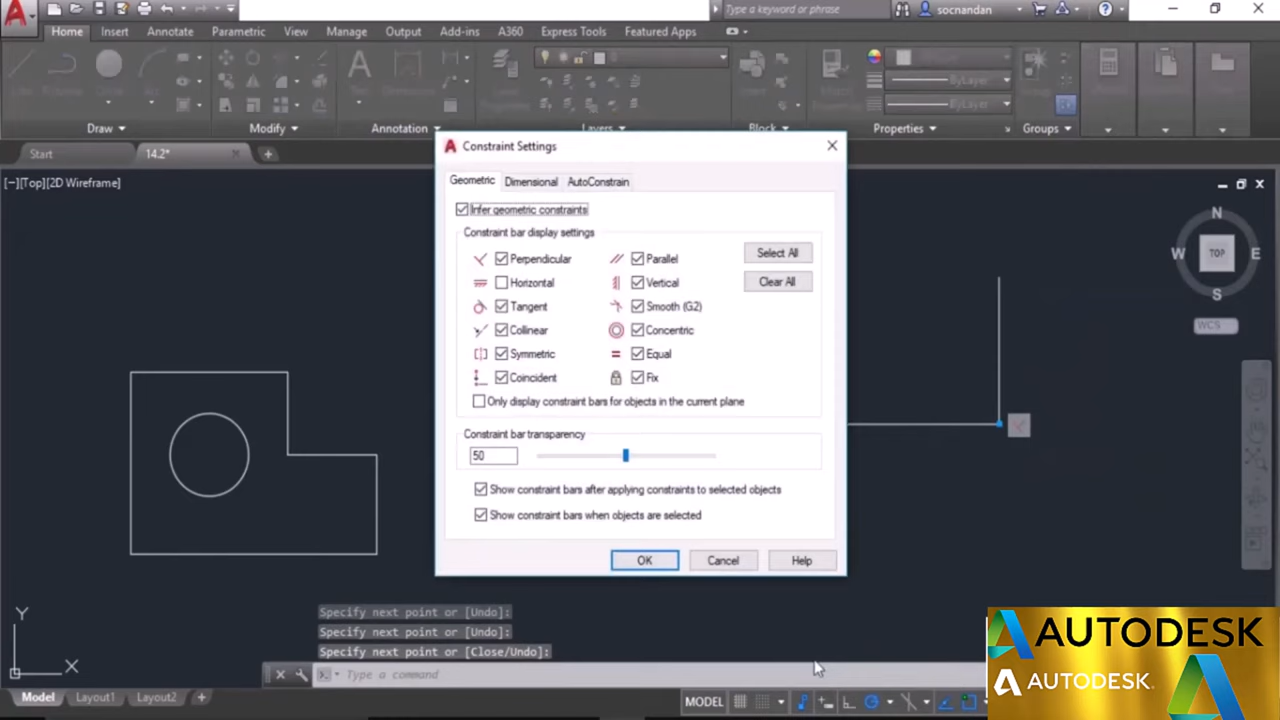 Type a keyword or phrase
socnandan
Home Insert Annotate Parametric View Manage Output Add-ins A360 Express Tools Featured Apps
ByLayer
ByLayer
Draw Modify Annotation Layers Block Properties Groups
Start 14.2*
[−][Top][2D Wireframe]
Constraint Settings
Geometric Dimensional AutoConstrain
Infer geometric constraints
Constraint bar display settings
Perpendicular Parallel Select All
Horizontal Vertical Clear All
Tangent Smooth (G2)
Collinear Concentric
Symmetric Equal
Coincident Fix
Only display constraint bars for objects in the current plane
Constraint bar transparency
50
Show constraint bars after applying constraints to selected objects
Show constraint bars when objects are selected
OK Cancel Help
N
W TOP E
S
WCS
Y
X
Specify next point or [Undo]:
Specify next point or [Undo]:
Specify next point or [Close/Undo]:
Type a command
Model Layout1 Layout2
MODEL
AUTODESK
AUTODESK.